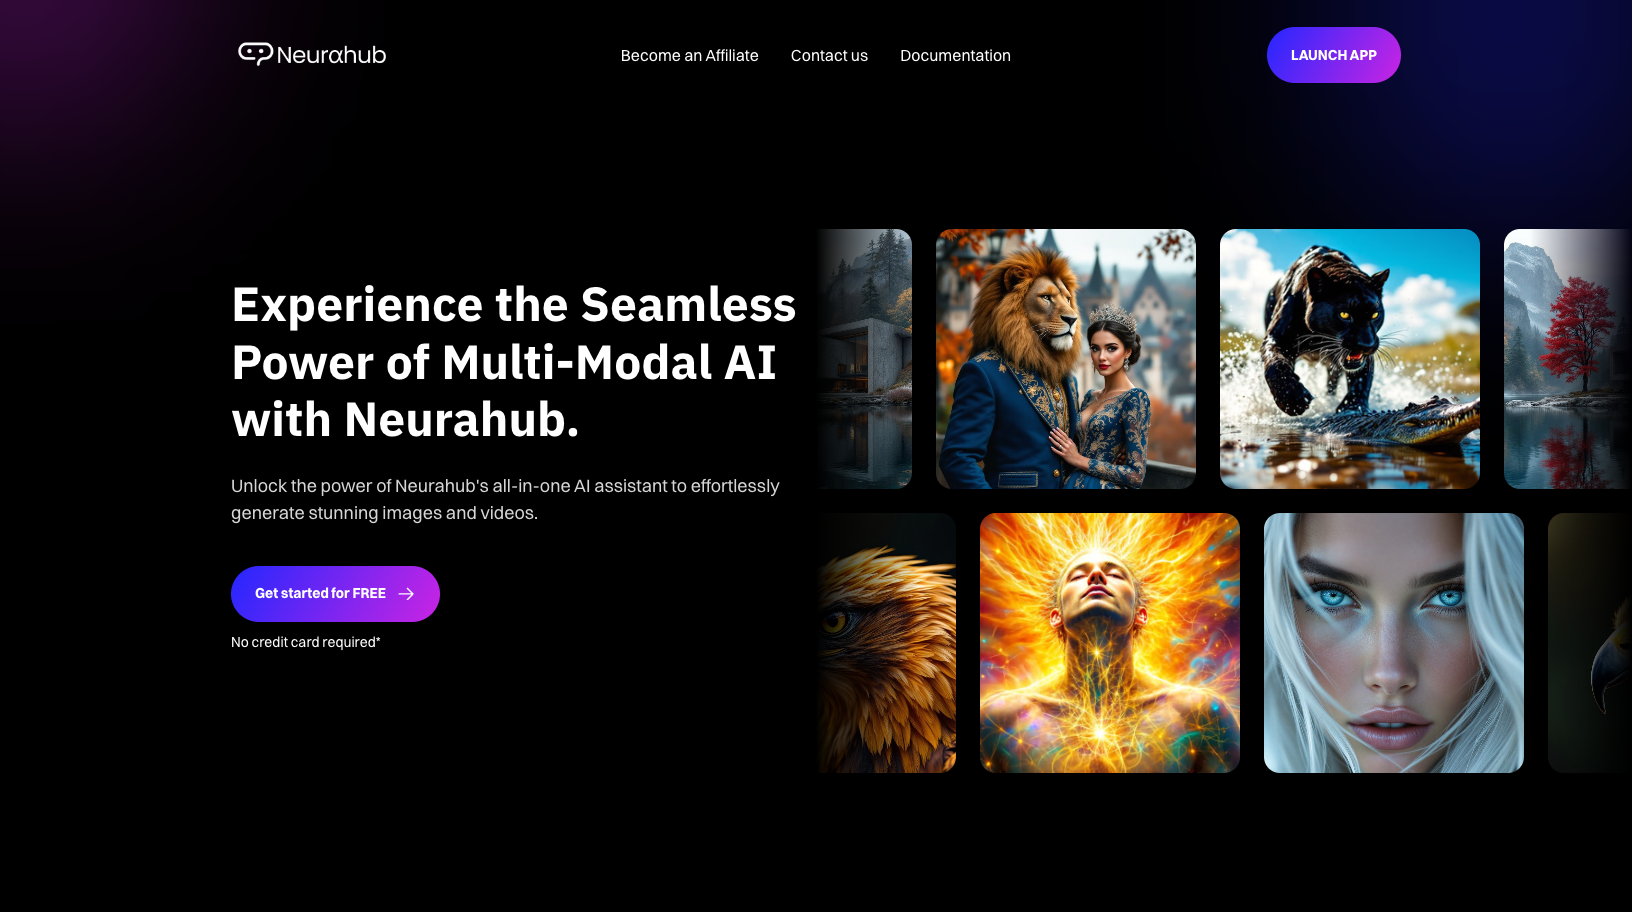 Neurahub
Become an Affiliate
Contact us
Documentation
LAUNCH APP
Experience the Seamless
Power of Multi-Modal AI
with Neurahub.
Unlock the power of Neurahub's all-in-one AI assistant to effortlessly
generate stunning images and videos.
Get started for FREE
No credit card required*